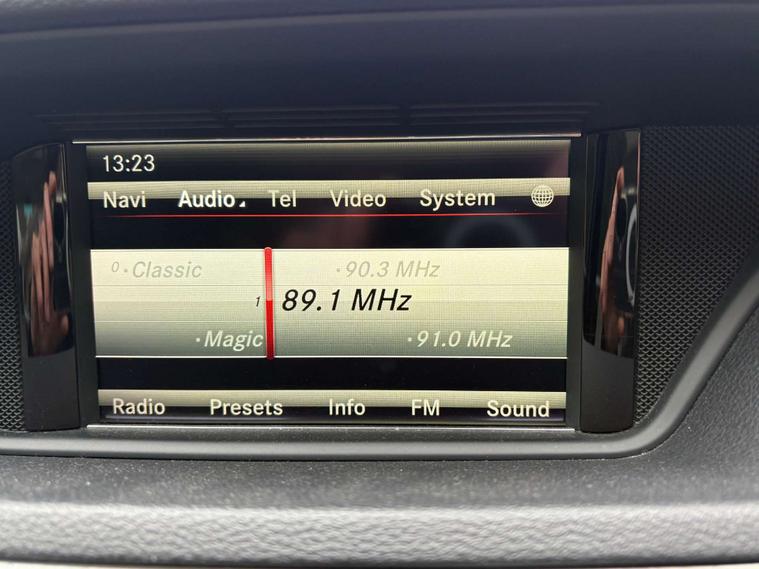 13:23
Navi Audio Tel Video System
0 · Classic · 90.3 MHz
1 89.1 MHz
· Magic · 91.0 MHz
Radio Presets Info FM Sound